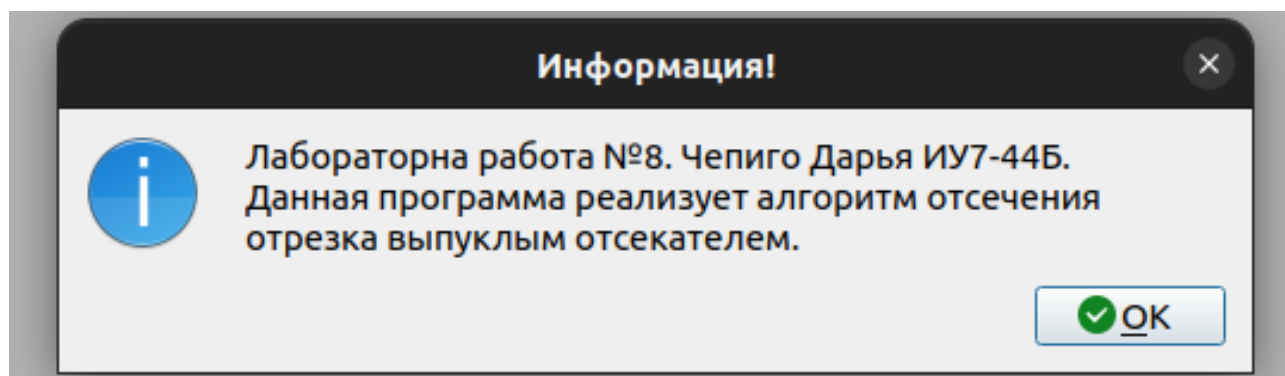 Информация!
Лабораторна работа №8. Чепиго Дарья ИУ7-44Б.
Данная программа реализует алгоритм отсечения
отрезка выпуклым отсекателем.
OK